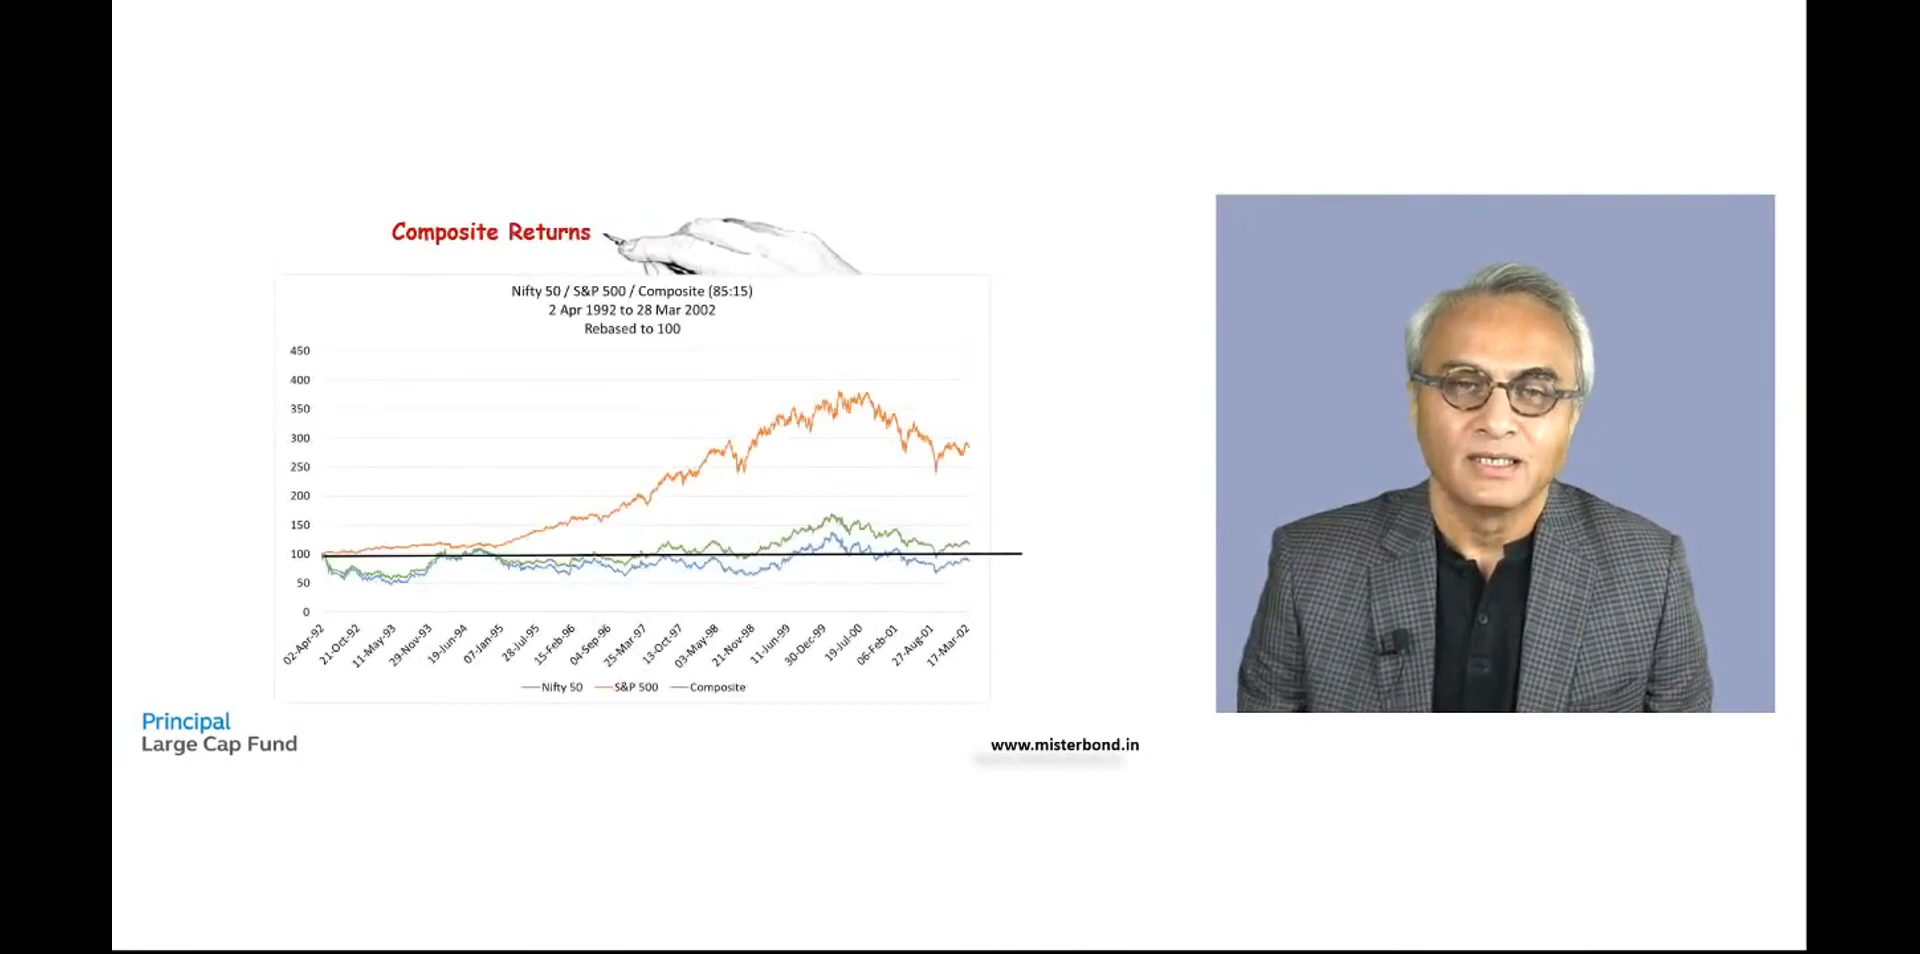 Composite Returns
Nifty 50 / S&P 500 / Composite (85:15)
2 Apr 1992 to 28 Mar 2002
Rebased to 100
450
400
350
300
250
200
150
100
50
0
02-Apr-92
21-Oct-92
11-May-93
29-Nov-93
19-Jun-94
07-Jan-95
28-Jul-95
15-Feb-96
04-Sep-96
25-Mar-97
13-Oct-97
03-May-98
21-Nov-98
11-Jun-99
30-Dec-99
19-Jul-00
06-Feb-01
27-Aug-01
17-Mar-02
Nifty 50 S&P 500 Composite
Principal
Large Cap Fund
www.misterbond.in